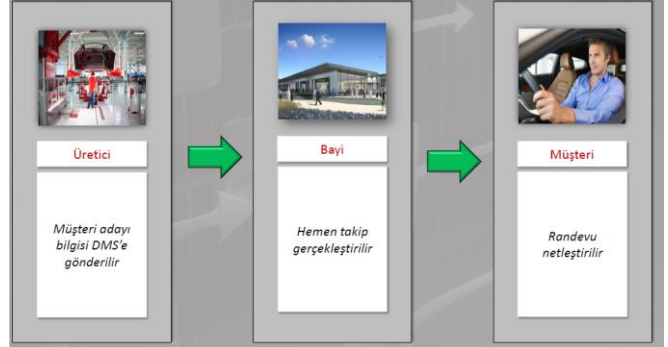 Üretici
Müşteri adayı
bilgisi DMS'e
gönderilir
Bayi
Hemen takip
gerçekleştirilir
Müşteri
Randevu
netleştirilir